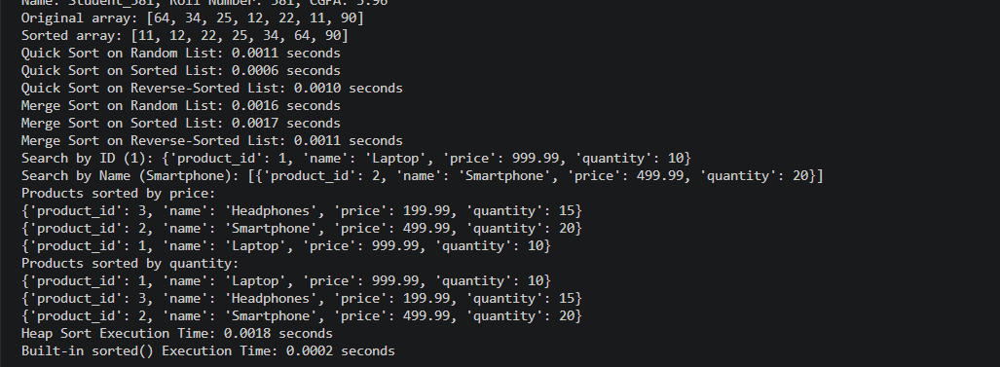 Name: Student_581, Roll Number: 581, CGPA: 5.96
Original array: [64, 34, 25, 12, 22, 11, 90]
Sorted array: [11, 12, 22, 25, 34, 64, 90]
Quick Sort on Random List: 0.0011 seconds
Quick Sort on Sorted List: 0.0006 seconds
Quick Sort on Reverse-Sorted List: 0.0010 seconds
Merge Sort on Random List: 0.0016 seconds
Merge Sort on Sorted List: 0.0017 seconds
Merge Sort on Reverse-Sorted List: 0.0011 seconds
Search by ID (1): {'product_id': 1, 'name': 'Laptop', 'price': 999.99, 'quantity': 10}
Search by Name (Smartphone): [{'product_id': 2, 'name': 'Smartphone', 'price': 499.99, 'quantity': 20}]
Products sorted by price:
{'product_id': 3, 'name': 'Headphones', 'price': 199.99, 'quantity': 15}
{'product_id': 2, 'name': 'Smartphone', 'price': 499.99, 'quantity': 20}
{'product_id': 1, 'name': 'Laptop', 'price': 999.99, 'quantity': 10}
Products sorted by quantity:
{'product_id': 1, 'name': 'Laptop', 'price': 999.99, 'quantity': 10}
{'product_id': 3, 'name': 'Headphones', 'price': 199.99, 'quantity': 15}
{'product_id': 2, 'name': 'Smartphone', 'price': 499.99, 'quantity': 20}
Heap Sort Execution Time: 0.0018 seconds
Built-in sorted() Execution Time: 0.0002 seconds